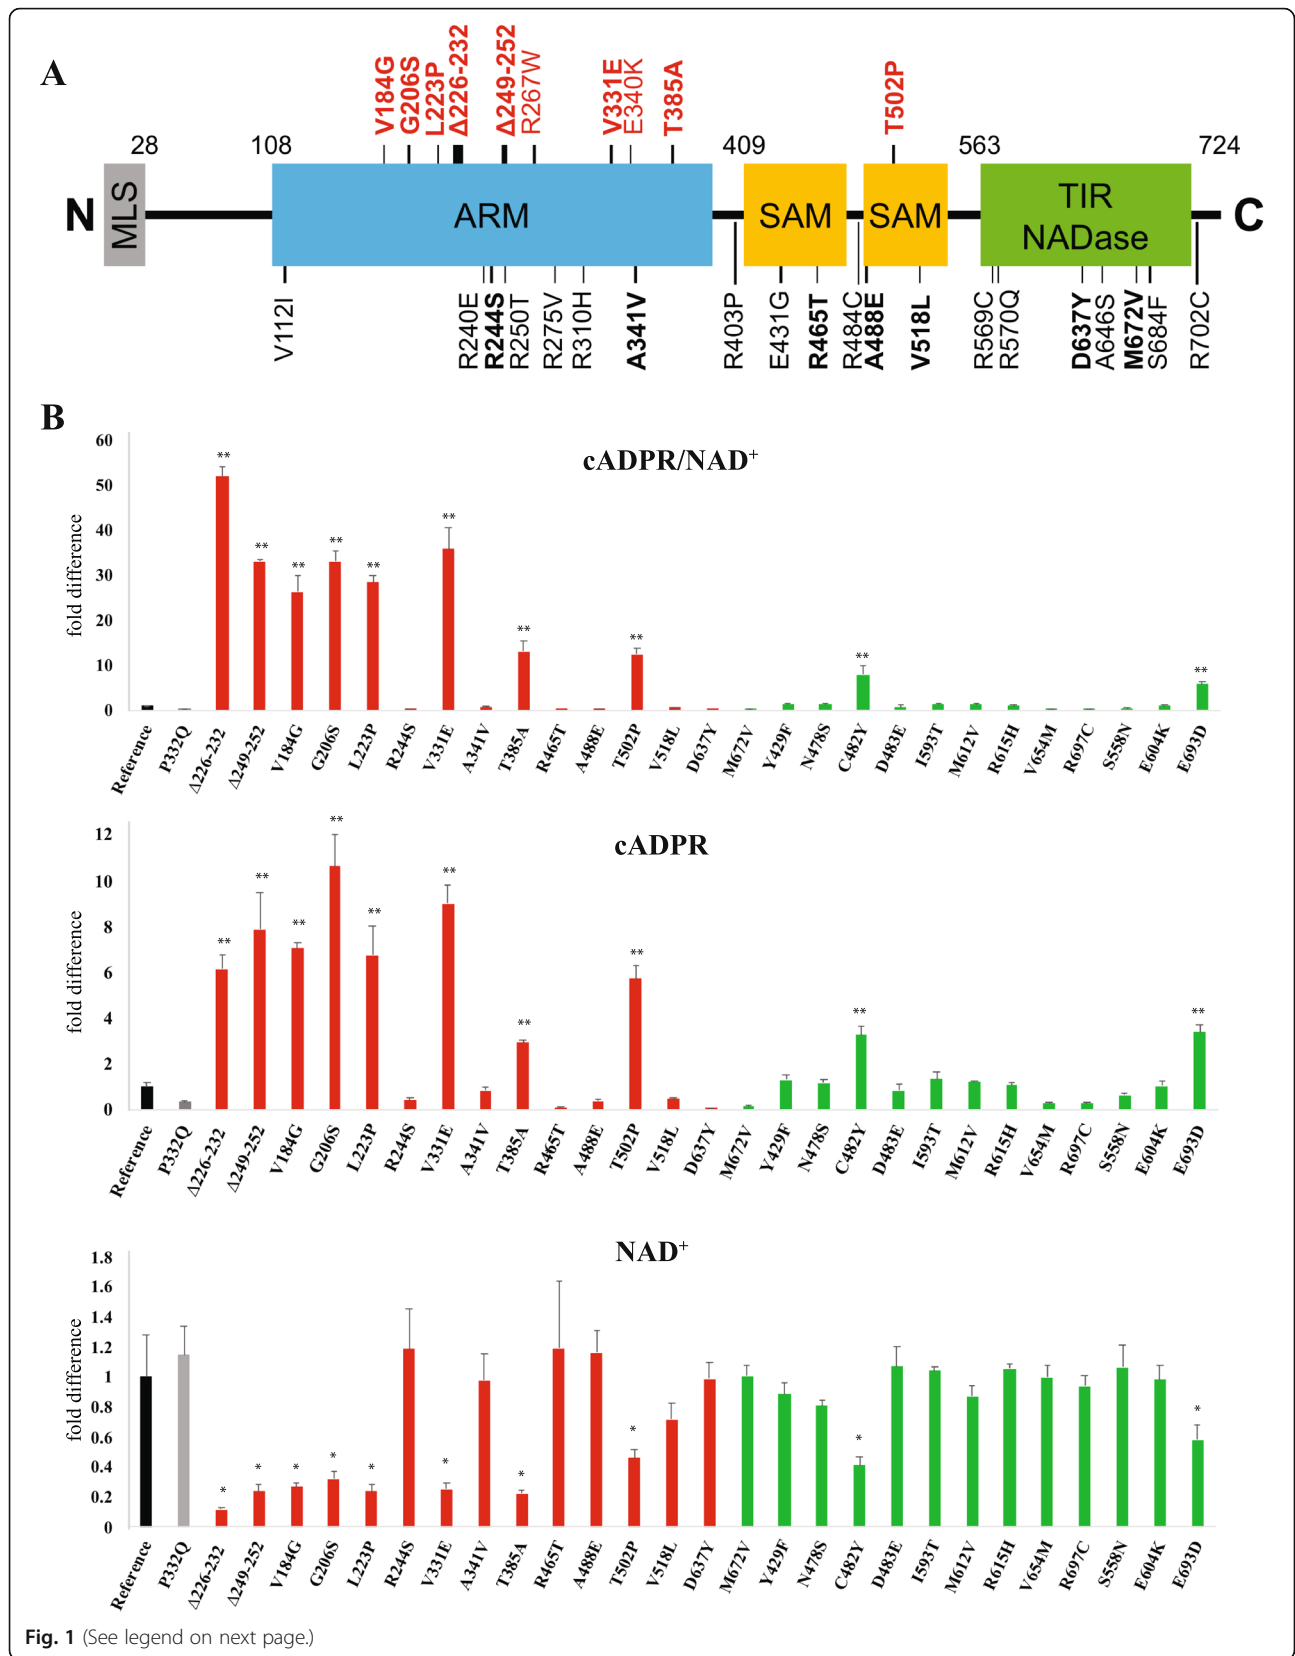 A
V184G G206S L223P Δ226-232 Δ249-252 R267W V331E E340K T385A T502P
28 108 409 563 724
N MLS ARM SAM SAM TIR NADase C
V112I R240E R244S R250T R275V R310H A341V R403P E431G R465T R484C A488E V518L R569C R570Q D637Y A646S M672V S684F R702C
B
cADPR/NAD+
fold difference
60
50
40
30
20
10
0
** ** ** ** ** ** ** ** ** **
Reference P332Q Δ226-232 Δ249-252 V184G G206S L223P R244S V331E A341V T385A R465T A488E T502P V518L D637Y M672V Y429F N478S C482Y D483E I593T M612V R615H V654M R697C S558N E604K E693D
cADPR
fold difference
12
10
8
6
4
2
0
** ** ** ** ** ** ** ** ** **
Reference P332Q Δ226-232 Δ249-252 V184G G206S L223P R244S V331E A341V T385A R465T A488E T502P V518L D637Y M672V Y429F N478S C482Y D483E I593T M612V R615H V654M R697C S558N E604K E693D
NAD+
fold difference
1.8
1.6
1.4
1.2
1
0.8
0.6
0.4
0.2
0
* * * * * * * * * *
Reference P332Q Δ226-232 Δ249-252 V184G G206S L223P R244S V331E A341V T385A R465T A488E T502P V518L D637Y M672V Y429F N478S C482Y D483E I593T M612V R615H V654M R697C S558N E604K E693D
Fig. 1 (See legend on next page.)